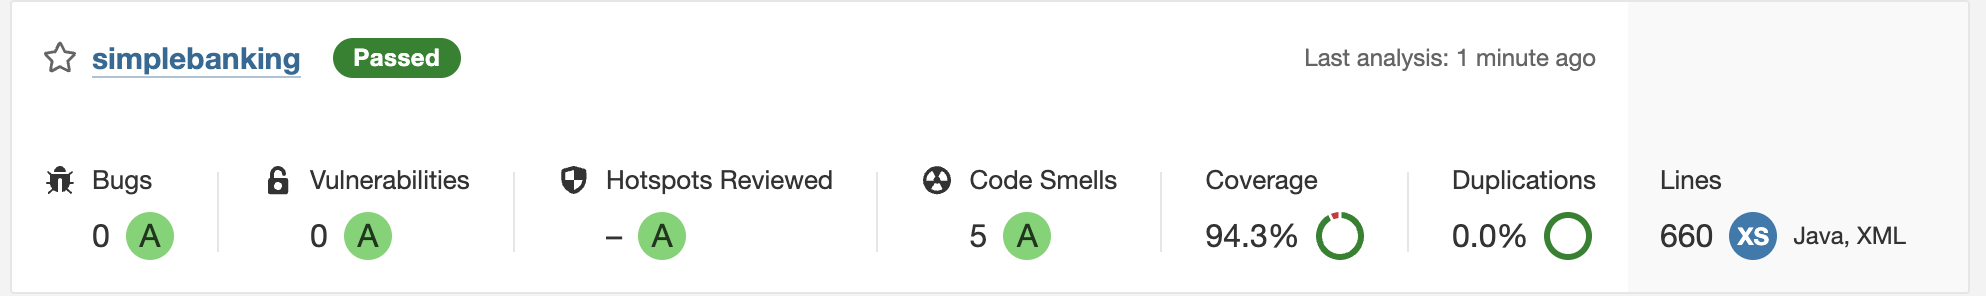 simplebanking Passed Last analysis: 1 minute ago
Bugs Vulnerabilities Hotspots Reviewed Code Smells Coverage Duplications Lines
0 A 0 A – A 5 A 94.3% 0.0% 660 XS Java, XML